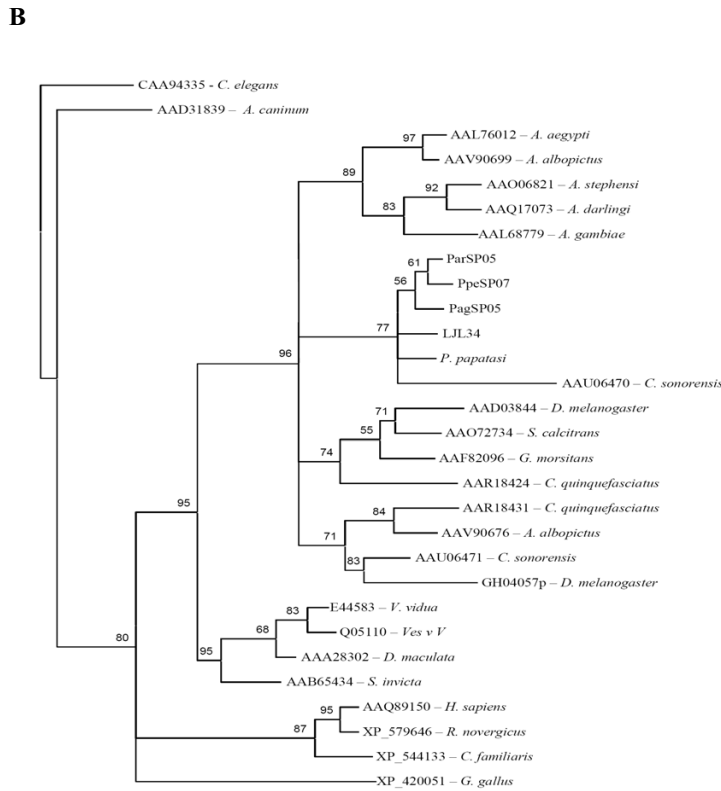 B
CAA94335 - C. elegans
AAD31839 – A. caninum
AAL76012 – A. aegypti
97
AAV90699 – A. albopictus
89
AAO06821 – A. stephensi
92
AAQ17073 – A. darlingi
83
AAL68779 – A. gambiae
ParSP05
61
PpeSP07
56
PagSP05
77
LJL34
96
P. papatasi
AAU06470 – C. sonorensis
AAD03844 – D. melanogaster
71
AAO72734 – S. calcitrans
55
AAF82096 – G. morsitans
74
AAR18424 – C. quinquefasciatus
95
AAR18431 – C. quinquefasciatus
84
AAV90676 – A. albopictus
71
AAU06471 – C. sonorensis
83
GH04057p – D. melanogaster
E44583 – V. vidua
83
Q05110 – Ves v V
68
80
AAA28302 – D. maculata
95
AAB65434 – S. invicta
AAQ89150 – H. sapiens
95
XP_579646 – R. novergicus
87
XP_544133 – C. familiaris
XP_420051 – G. gallus